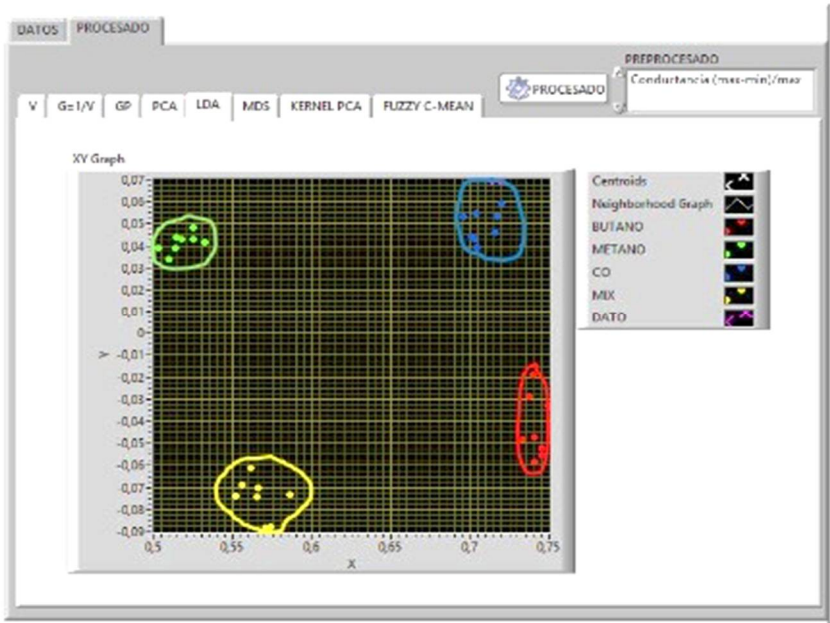 DATOS PROCESADO
PREPROCESADO
PROCESADO
Conductancia (max-min)/max
V G=1/V GP PCA LDA MDS KERNEL PCA FUZZY C-MEAN
XY Graph
0,07
0,06
0,05
0,04
0,03
0,02
0,01
0
-0,01
-0,02
-0,03
-0,04
-0,05
-0,06
-0,07
-0,08
-0,09
Y
0,5 0,55 0,6 0,65 0,7 0,75
X
Centroids
Neighborhood Graph
BUTANO
METANO
CO
MIX
DATO